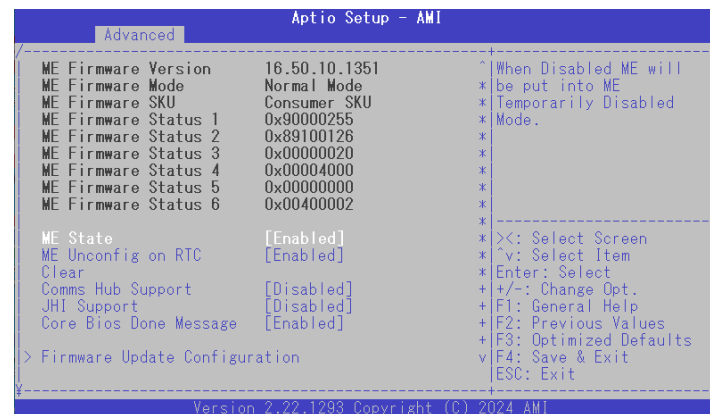 Aptio Setup - AMI
Advanced
/------------------------------------------------+----------------------
ME Firmware Version 16.50.10.1351 ^|When Disabled ME will
ME Firmware Mode Normal Mode *|be put into ME
ME Firmware SKU Consumer SKU *|Temporarily Disabled
ME Firmware Status 1 0x90000255 *|Mode.
ME Firmware Status 2 0x89100126 *|
ME Firmware Status 3 0x00000020 *|
ME Firmware Status 4 0x00004000 *|
ME Firmware Status 5 0x00000000 *|
ME Firmware Status 6 0x00400002 *|
*|----------------------
ME State [Enabled] *|><: Select Screen
ME Unconfig on RTC [Enabled] *|^v: Select Item
Clear *|Enter: Select
Comms Hub Support [Disabled] +|+/-: Change Opt.
JHI Support [Disabled] +|F1: General Help
Core Bios Done Message [Enabled] +|F2: Previous Values
+|F3: Optimized Defaults
> Firmware Update Configuration v|F4: Save & Exit
|ESC: Exit
¥------------------------------------------------+----------------------
Version 2.22.1293 Copyright (C) 2024 AMI